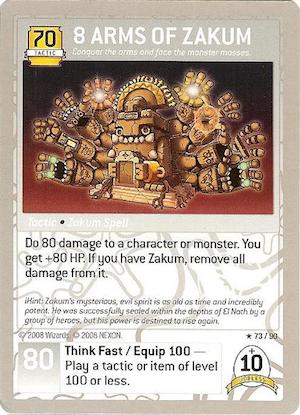 70
TACTIC
8 ARMS OF ZAKUM
Conquer the arms and face the monster masses.
Tactic • Zakum Spell
Do 80 damage to a character or monster. You
get +80 HP. If you have Zakum, remove all
damage from it.
Hint: Zakum's mysterious, evil spirit is as old as time and incredibly
potent. He was successfully sealed within the depths of El Nath by a
group of heroes, but his power is destined to rise again.
© 2008 Wizards. © 2008 NEXON.
★ 73/90
80
Think Fast / Equip 100 —
Play a tactic or item of level
100 or less.
+
10